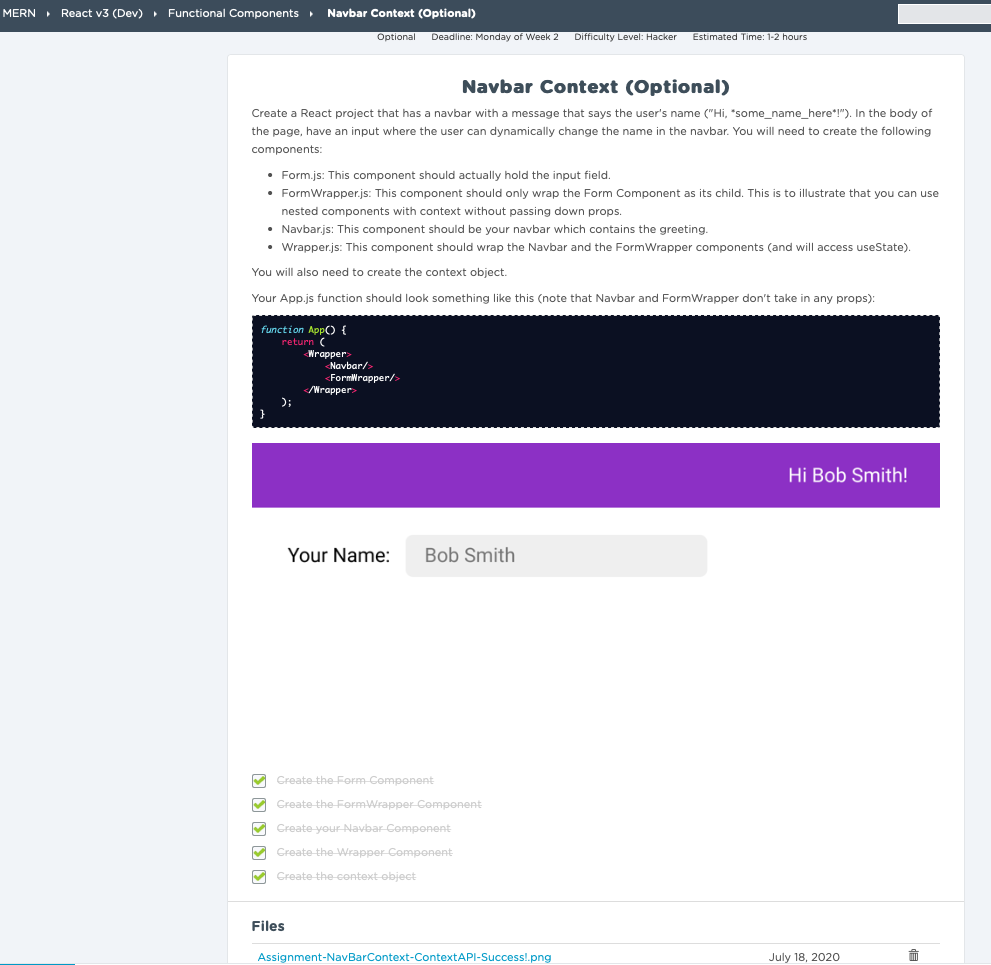 MERN › React v3 (Dev) › Functional Components › Navbar Context (Optional)
Optional Deadline: Monday of Week 2 Difficulty Level: Hacker Estimated Time: 1-2 hours
Navbar Context (Optional)
Create a React project that has a navbar with a message that says the user's name ("Hi, *some_name_here*!"). In the body of
the page, have an input where the user can dynamically change the name in the navbar. You will need to create the following
components:
• Form.js: This component should actually hold the input field.
• FormWrapper.js: This component should only wrap the Form Component as its child. This is to illustrate that you can use
nested components with context without passing down props.
• Navbar.js: This component should be your navbar which contains the greeting.
• Wrapper.js: This component should wrap the Navbar and the FormWrapper components (and will access useState).
You will also need to create the context object.
Your App.js function should look something like this (note that Navbar and FormWrapper don't take in any props):
function App() {
    return (
        <Wrapper>
            <Navbar/>
            <FormWrapper/>
        </Wrapper>
    );
}
Hi Bob Smith!
Your Name: Bob Smith
Create the Form Component
Create the FormWrapper Component
Create your Navbar Component
Create the Wrapper Component
Create the context object
Files
Assignment-NavBarContext-ContextAPI-Success!.png July 18, 2020